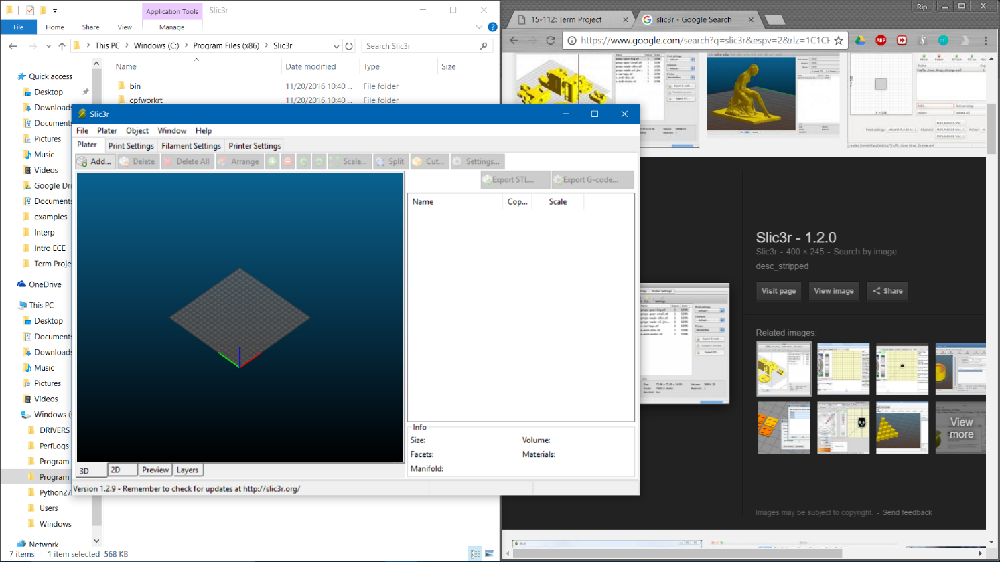 Application Tools
Slic3r
File
Home
Share
View
Manage
This PC
Windows (C:)
Program Files (x86)
Slic3r
Search Slic3r
Name
Date modified
Type
Size
bin
11/20/2016 10:40 ...
File folder
cpfworkrt
11/20/2016 10:40 ...
File folder
Quick access
Desktop
Downloads
Documents
Pictures
Music
Videos
Google Dri
Documents
examples
Interp
Intro ECE
Term Proje
OneDrive
This PC
Desktop
Documents
Downloads
Music
Pictures
Videos
Windows (
DRIVERS
PerfLogs
Program
Program
Python27
Users
Windows
Network
7 items
1 item selected 568 KB
Slic3r
File
Plater
Object
Window
Help
Plater
Print Settings
Filament Settings
Printer Settings
Add...
Delete
Delete All
Arrange
Scale...
Split
Cut...
Settings...
Export STL...
Export G-code...
Name
Cop...
Scale
Info
Size:
Volume:
Facets:
Materials:
Manifold:
3D
2D
Preview
Layers
Version 1.2.9 - Remember to check for updates at http://slic3r.org/
Rip
15-112: Term Project
slic3r - Google Search
https://www.google.com/search?q=slic3r&espv=2&rlz=1C1CH
ABP
Slic3r - 1.2.0
Slic3r - 400 × 245 - Search by image
desc_stripped
Visit page
View image
Share
Related images:
View
more
Images may be subject to copyright. - Send feedback